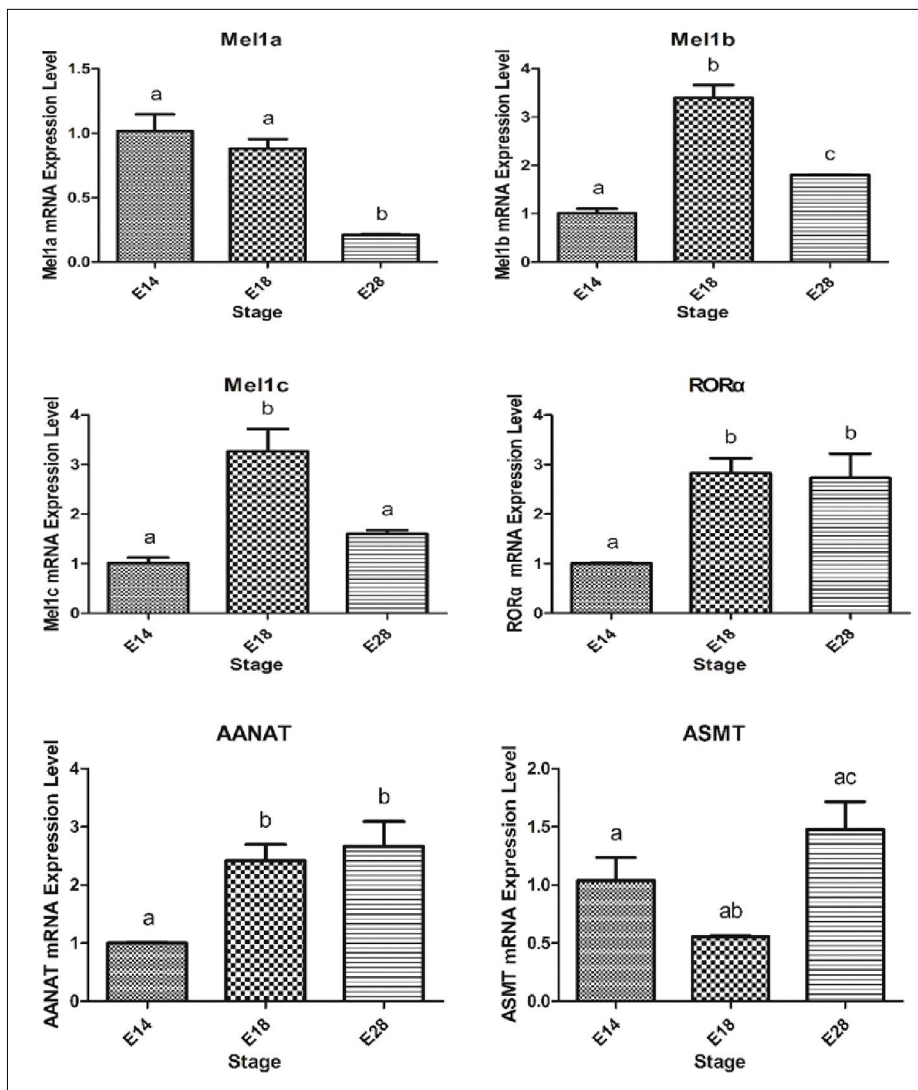 Mel1a
Mel1a mRNA Expression Level
1.5
1.0
0.5
0.0
a
a
b
E14
E18
E28
Stage
Mel1b
Mel1b mRNA Expression Level
4
3
2
1
0
a
b
c
E14
E18
E28
Stage
Mel1c
Mel1c mRNA Expression Level
4
3
2
1
0
a
b
a
E14
E18
E28
Stage
RORα
RORα mRNA Expression Level
4
3
2
1
0
a
b
b
E14
E18
E28
Stage
AANAT
AANAT mRNA Expression Level
4
3
2
1
0
a
b
b
E14
E18
E28
Stage
ASMT
ASMT mRNA Expression Level
2.0
1.5
1.0
0.5
0.0
a
ab
ac
E14
E18
E28
Stage